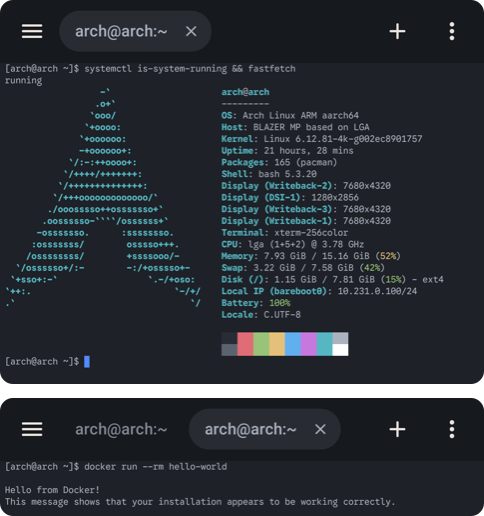 arch@arch:~
[arch@arch ~]$ systemctl is-system-running && fastfetch
running
arch@arch
---------
OS: Arch Linux ARM aarch64
Host: BLAZER MP based on LGA
Kernel: Linux 6.12.81-4k-g002ec8901757
Uptime: 21 hours, 28 mins
Packages: 165 (pacman)
Shell: bash 5.3.20
Display (Writeback-2): 7680x4320
Display (DSI-1): 1280x2856
Display (Writeback-3): 7680x4320
Display (Writeback-1): 7680x4320
Terminal: xterm-256color
CPU: lga (1+5+2) @ 3.78 GHz
Memory: 7.93 GiB / 15.16 GiB (52%)
Swap: 3.22 GiB / 7.58 GiB (42%)
Disk (/): 1.15 GiB / 7.81 GiB (15%) - ext4
Local IP (bareboot0): 10.231.0.100/24
Battery: 100%
Locale: C.UTF-8
[arch@arch ~]$
arch@arch:~ arch@arch:~
[arch@arch ~]$ docker run --rm hello-world
Hello from Docker!
This message shows that your installation appears to be working correctly.